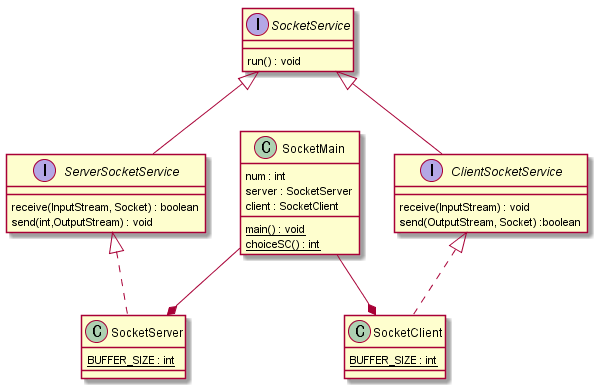 I SocketService
run() : void
I ServerSocketService
receive(InputStream, Socket) : boolean
send(int,OutputStream) : void
C SocketMain
num : int
server : SocketServer
client : SocketClient
main() : void
choiceSC() : int
I ClientSocketService
receive(InputStream) : void
send(OutputStream, Socket) :boolean
C SocketServer
BUFFER_SIZE : int
C SocketClient
BUFFER_SIZE : int